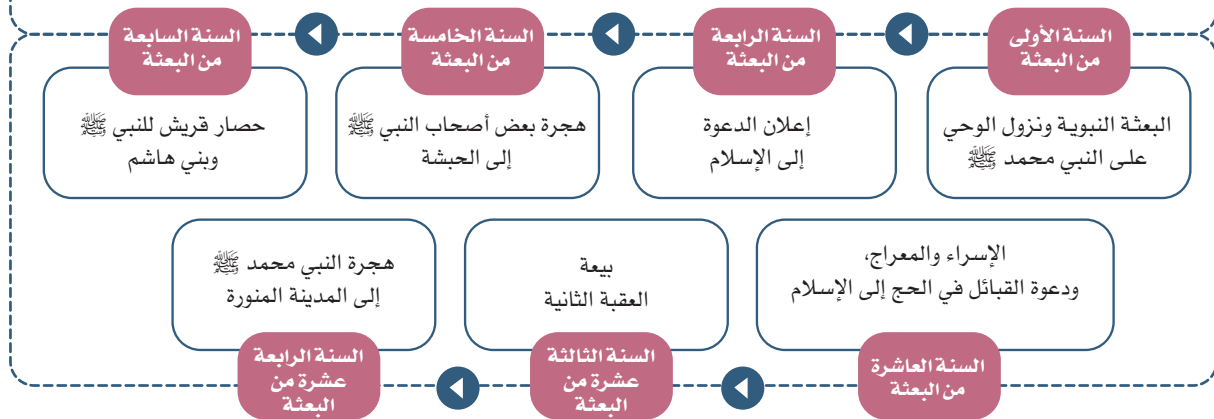 السنة الأولى
من البعثة
البعثة النبوية ونزول الوحي
على النبي محمد ﷺ
السنة الرابعة
من البعثة
إعلان الدعوة
إلى الإسلام
السنة الخامسة
من البعثة
هجرة بعض أصحاب النبي ﷺ
إلى الحبشة
السنة السابعة
من البعثة
حصار قريش للنبي ﷺ
وبني هاشم
الإسراء والمعراج،
ودعوة القبائل في الحج إلى الإسلام
السنة العاشرة
من البعثة
بيعة
العقبة الثانية
السنة الثالثة
عشرة من
البعثة
هجرة النبي محمد ﷺ
إلى المدينة المنورة
السنة الرابعة
عشرة من
البعثة